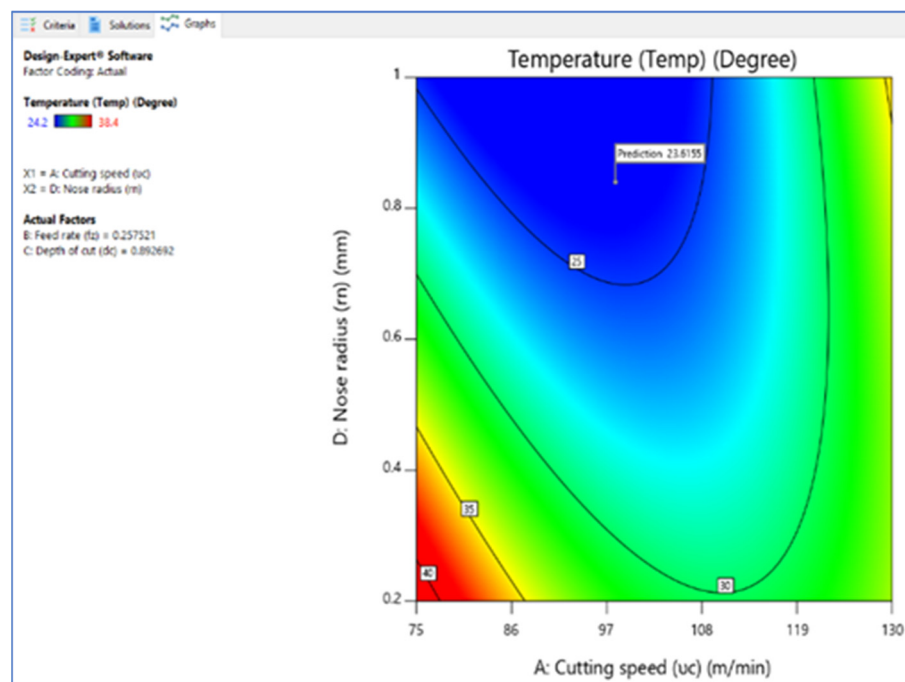 Criteria Solutions Graphs
Design-Expert® Software
Factor Coding: Actual
Temperature (Temp) (Degree)
24.2 38.4
X1 = A: Cutting speed (uc)
X2 = D: Nose radius (rn)
Actual Factors
B: Feed rate (fz) = 0.257521
C: Depth of cut (dc) = 0.892692
Temperature (Temp) (Degree)
1
0.8
0.6
0.4
0.2
D: Nose radius (rn) (mm)
Prediction 23.6155
25
35
40
30
75 86 97 108 119 130
A: Cutting speed (uc) (m/min)